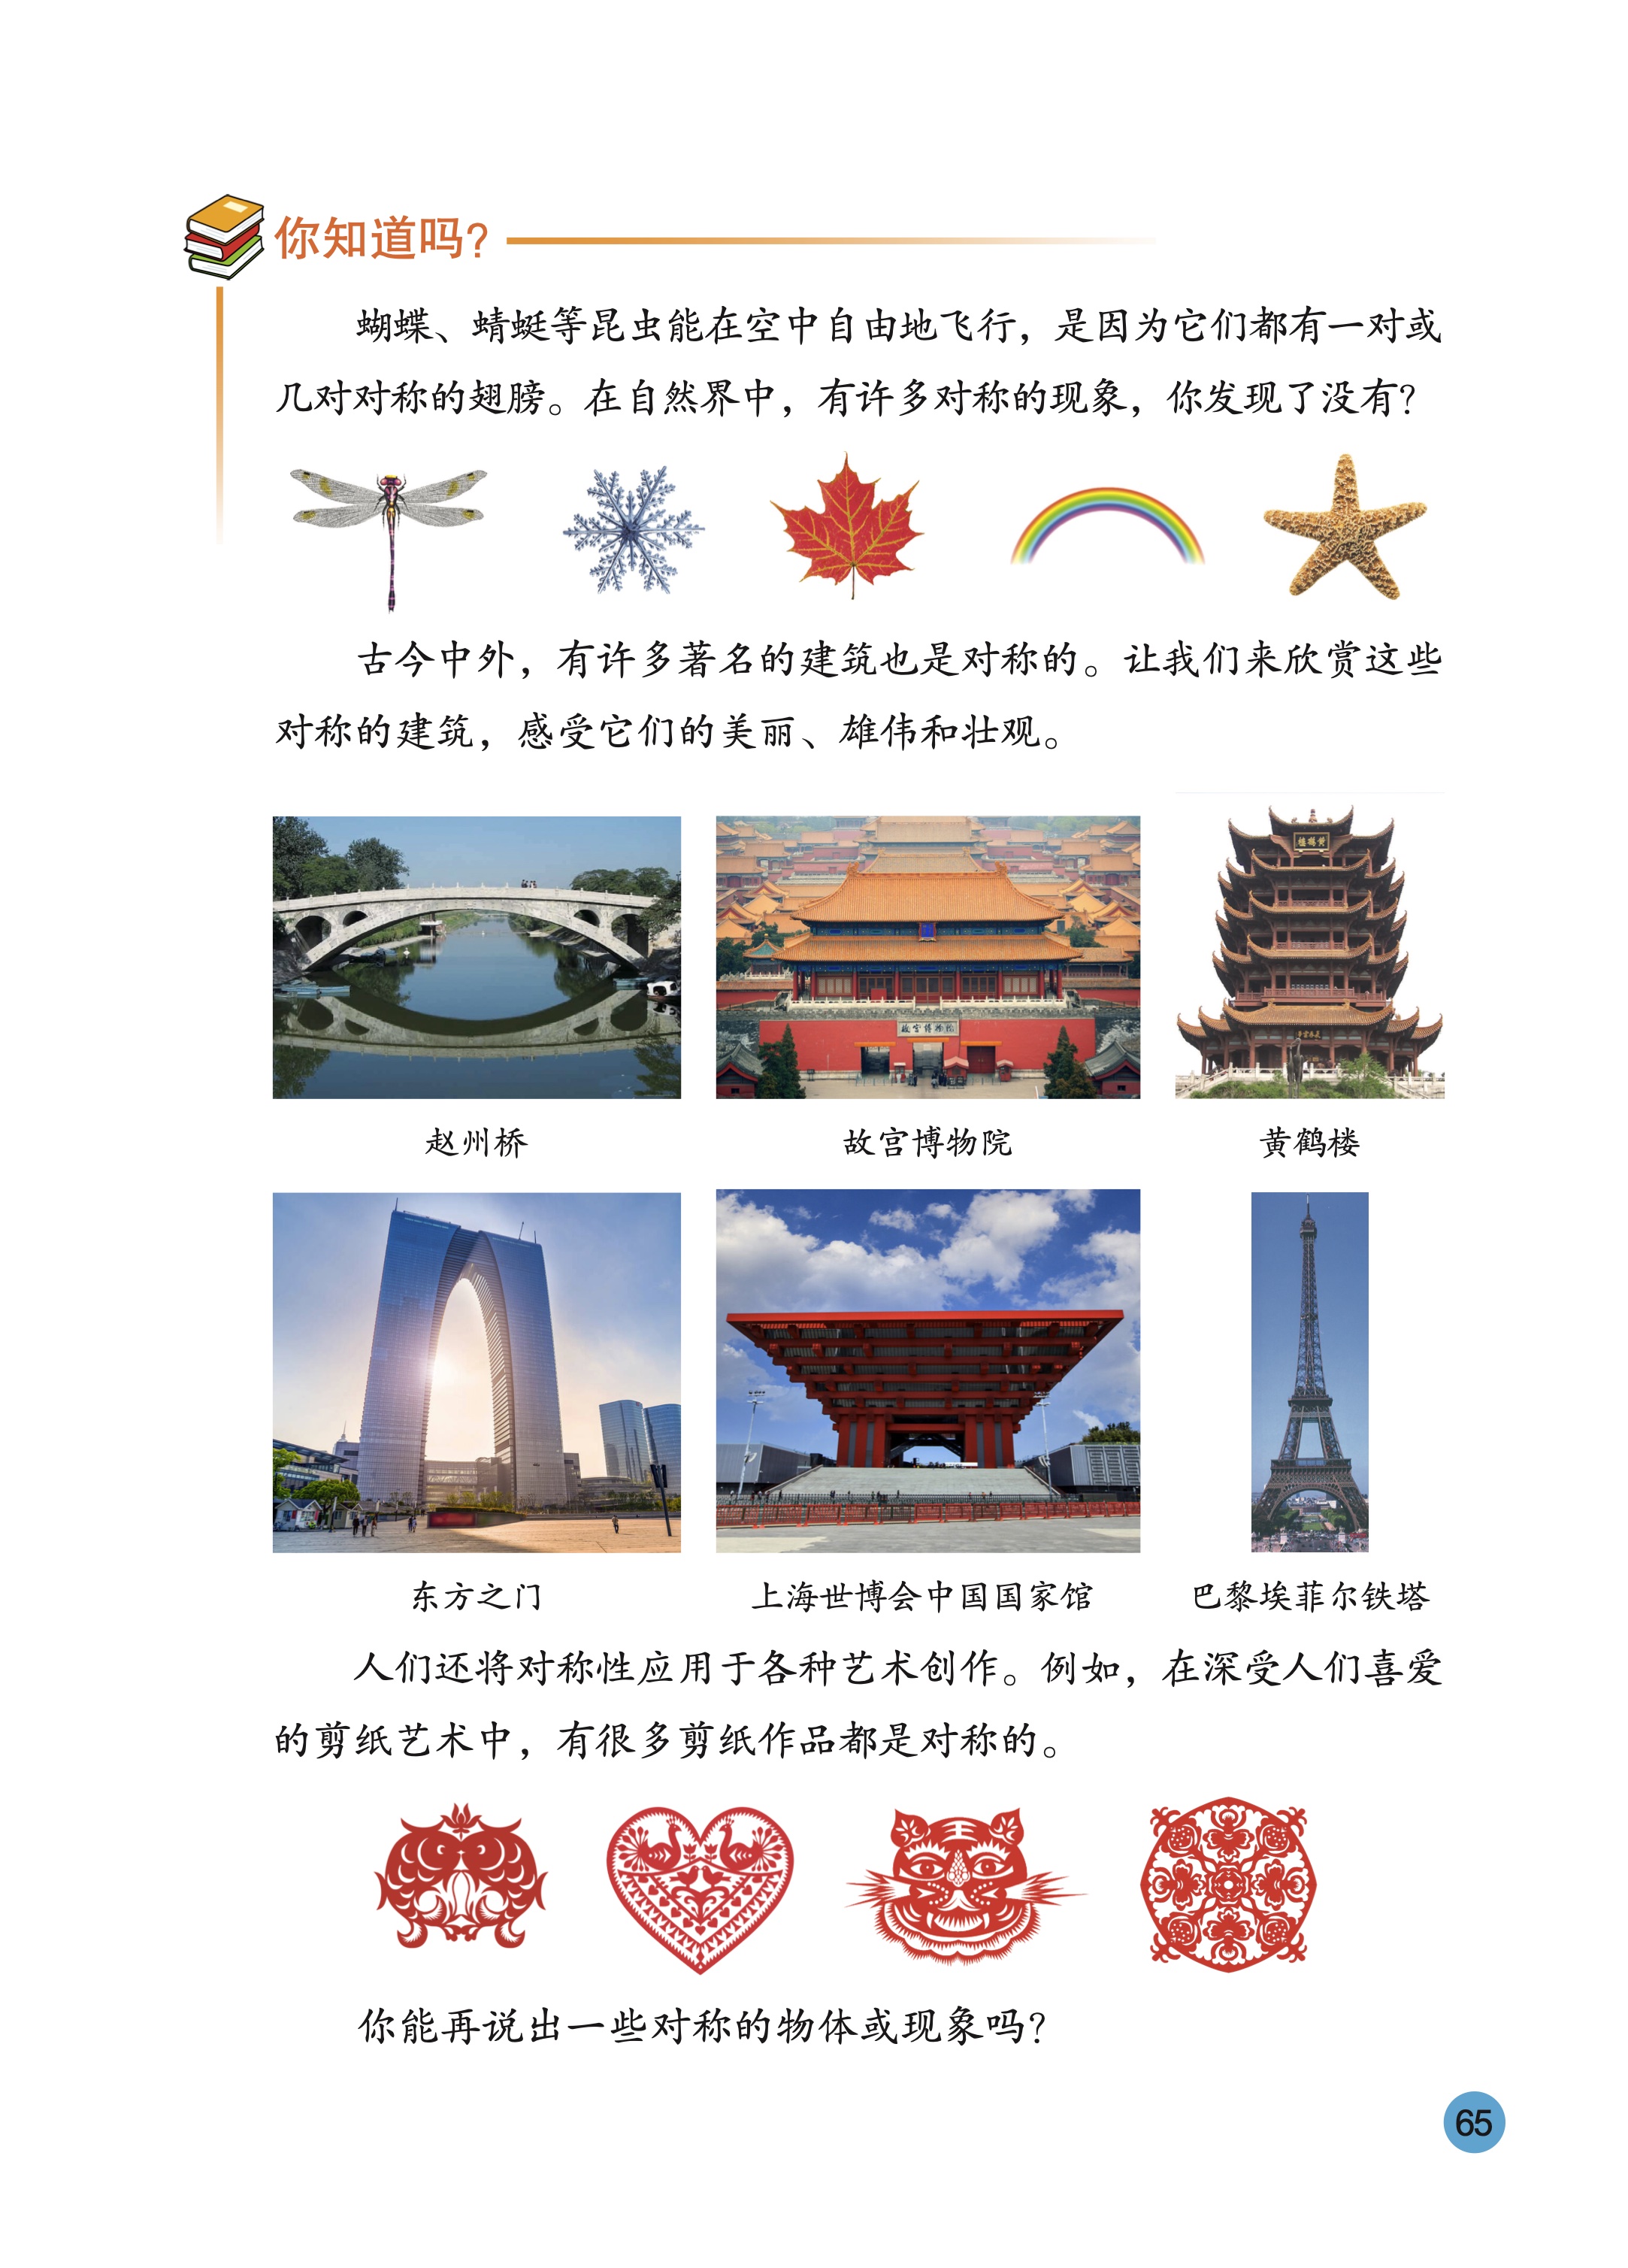 你知道吗？
蝴蝶、蜻蜓等昆虫能在空中自由地飞行，是因为它们都有一对或
几对对称的翅膀。在自然界中，有许多对称的现象，你发现了没有？
古今中外，有许多著名的建筑也是对称的。让我们来欣赏这些
对称的建筑，感受它们的美丽、雄伟和壮观。
楼鹤黄
故宫博物院
赵州桥
故宫博物院
黄鹤楼
东方之门
上海世博会中国国家馆
巴黎埃菲尔铁塔
人们还将对称性应用于各种艺术创作。例如，在深受人们喜爱
的剪纸艺术中，有很多剪纸作品都是对称的。
你能再说出一些对称的物体或现象吗？
65